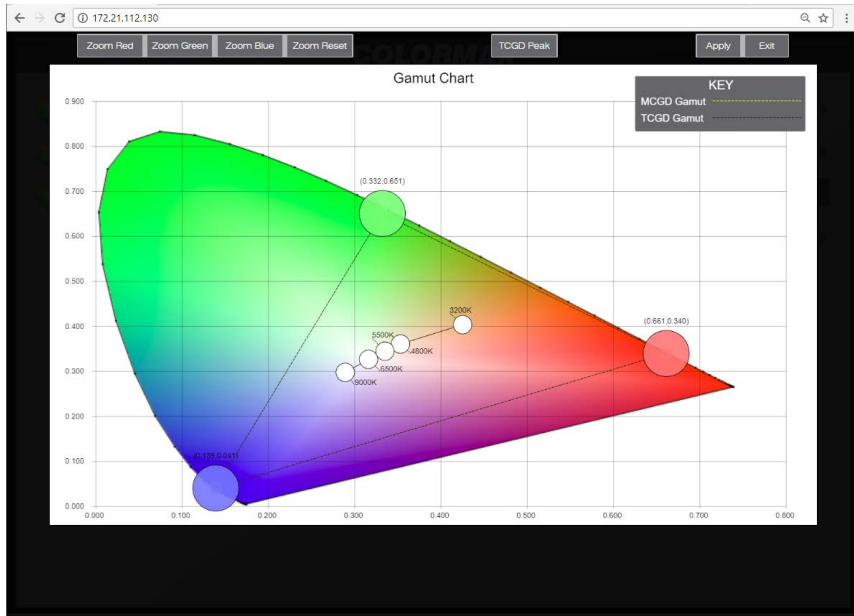 172.21.112.130
Zoom Red Zoom Green Zoom Blue Zoom Reset TCGD Peak Apply Exit
Gamut Chart
KEY
MCGD Gamut
TCGD Gamut
0.900
0.800
(0.332,0.651)
0.700
0.600
0.500
3200K
0.400
(0.661,0.340)
5500K
4800K
6500K
0.300
9000K
0.200
0.100
0.000
0.000 0.100 0.200 0.300 0.400 0.500 0.600 0.700 0.800